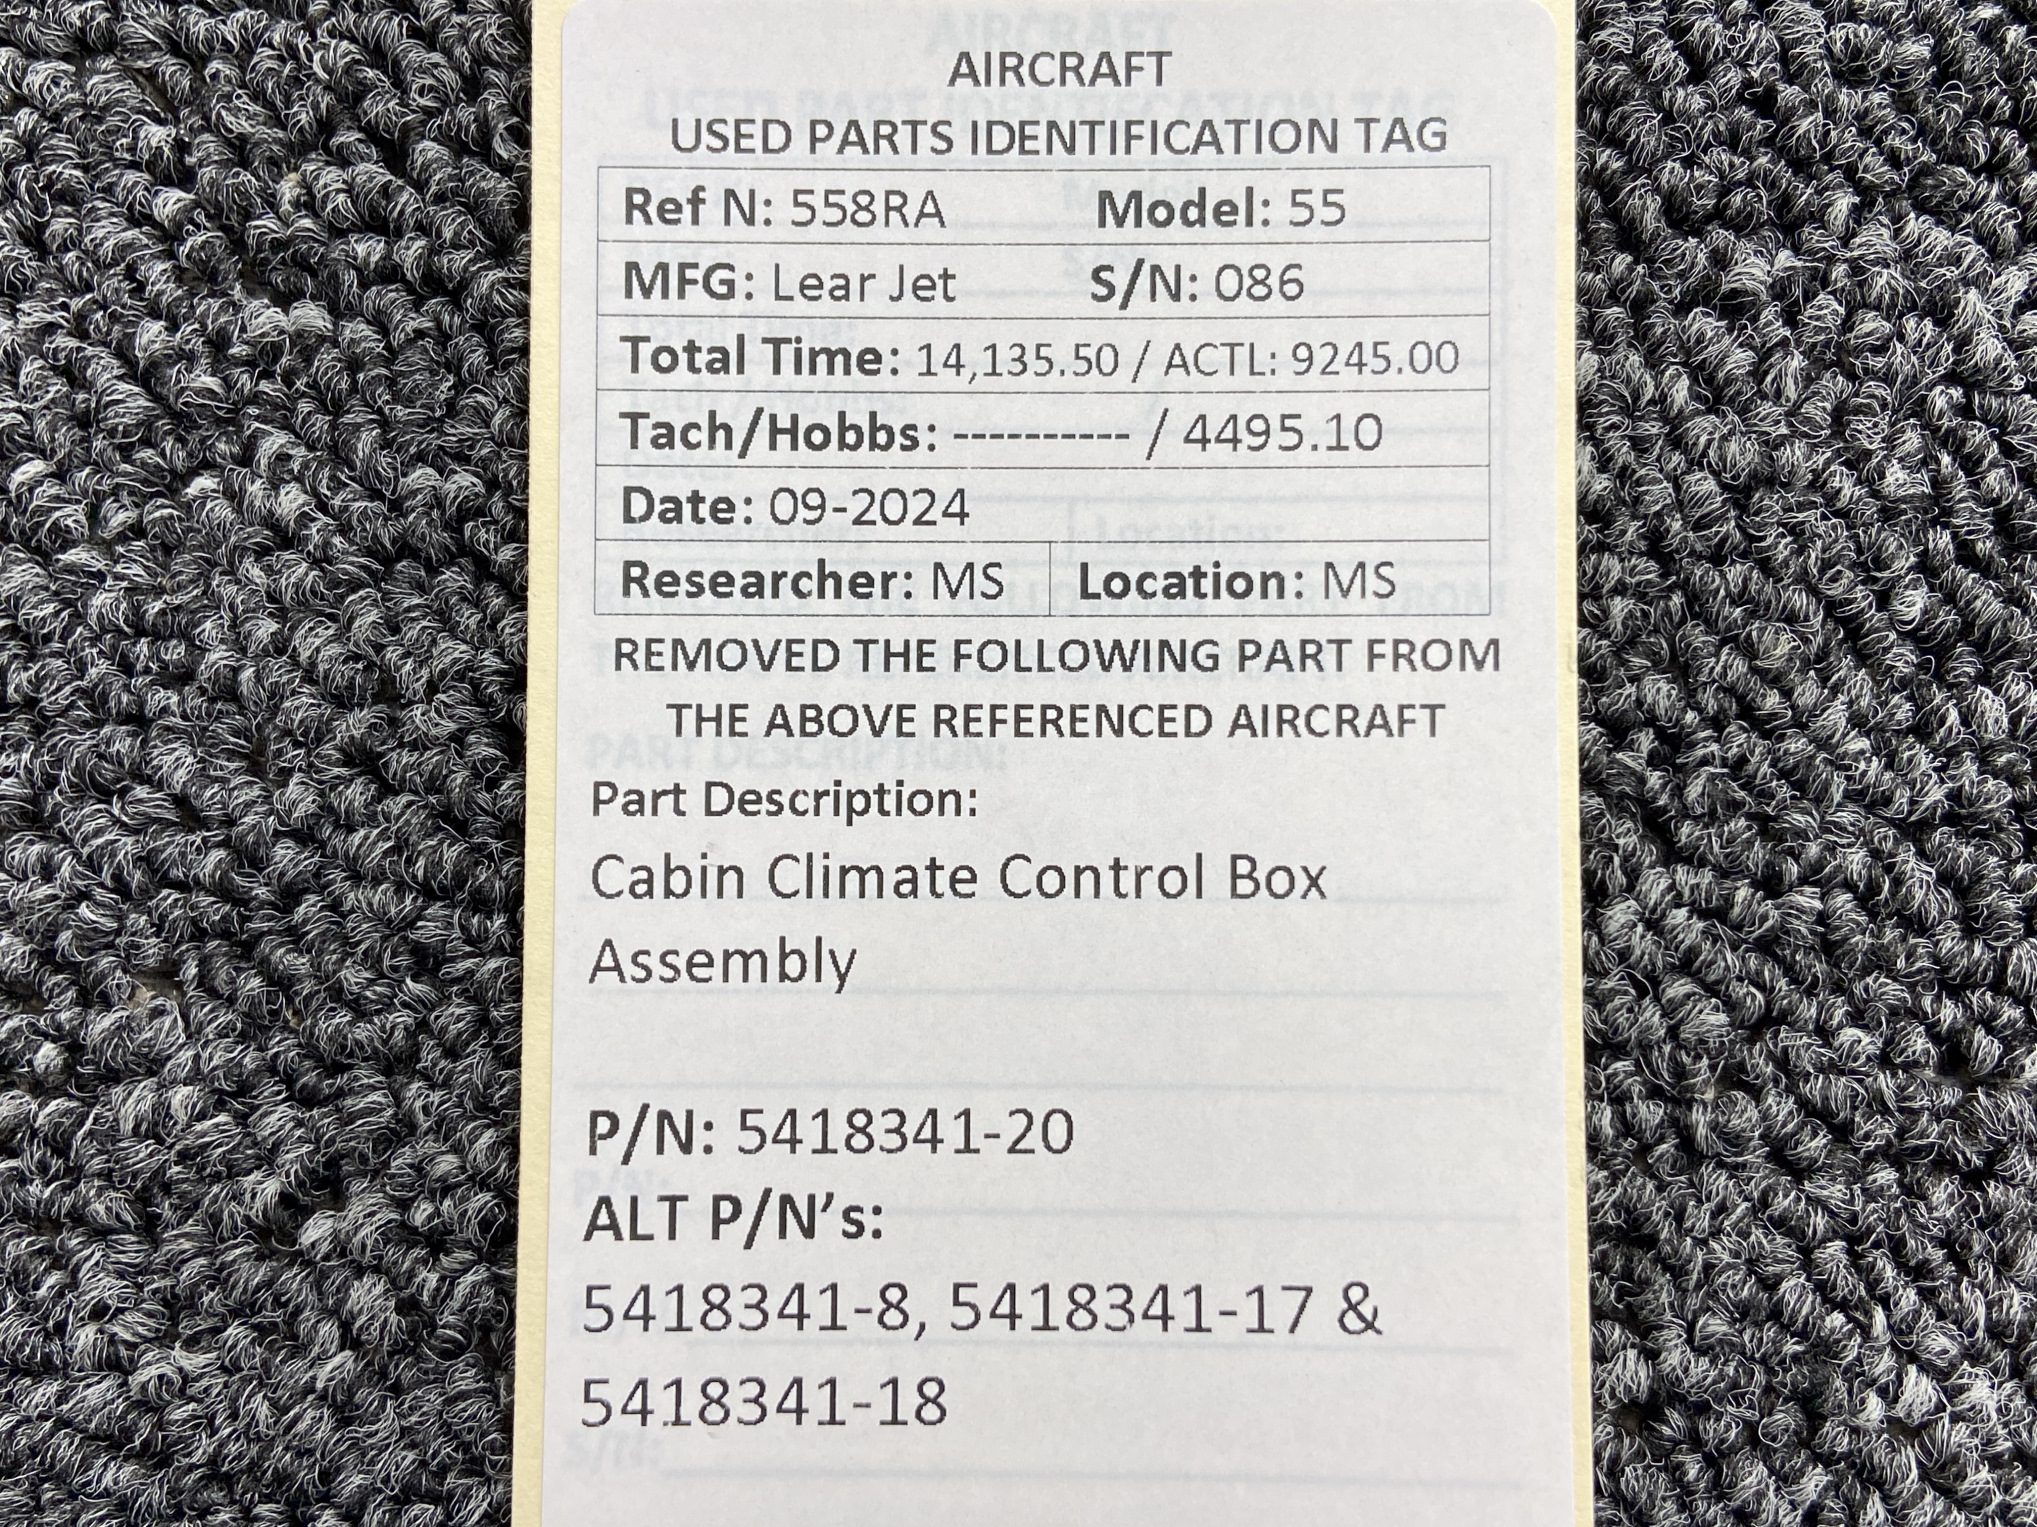 AIRCRAFT
USED PARTS IDENTIFICATION TAG
Ref N: 558RA Model: 55
MFG: Lear Jet S/N: 086
Total Time: 14,135.50 / ACTL: 9245.00
Tach/Hobbs: ---------- / 4495.10
Date: 09-2024
Researcher: MS Location: MS
REMOVED THE FOLLOWING PART FROM
THE ABOVE REFERENCED AIRCRAFT
Part Description:
Cabin Climate Control Box
Assembly
P/N: 5418341-20
ALT P/N’s:
5418341-8, 5418341-17 &
5418341-18